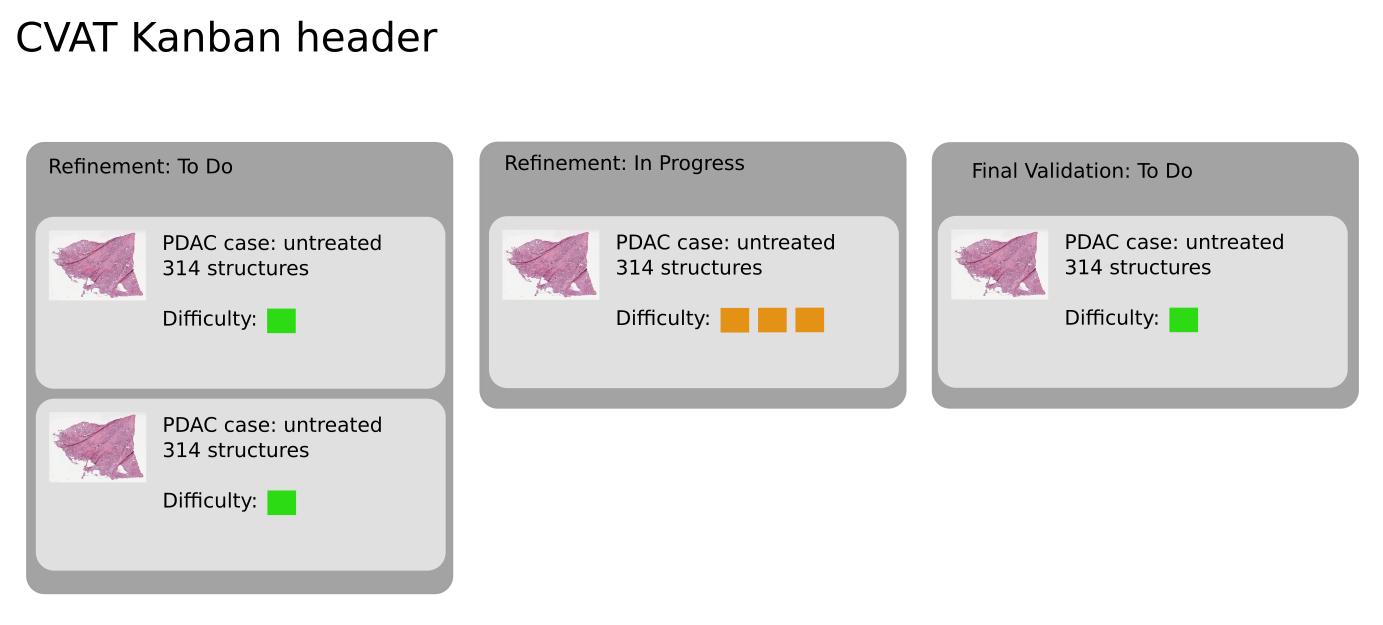 CVAT Kanban header
Refinement: To Do
PDAC case: untreated
314 structures
Difficulty:
PDAC case: untreated
314 structures
Difficulty:
Refinement: In Progress
PDAC case: untreated
314 structures
Difficulty:
Final Validation: To Do
PDAC case: untreated
314 structures
Difficulty: